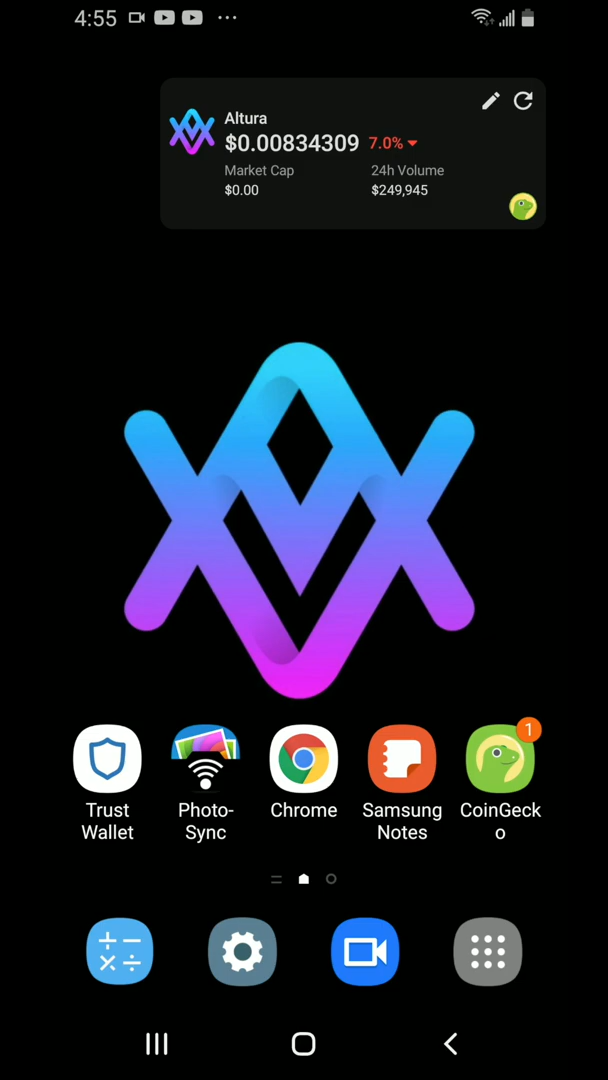 4:55
Altura
$0.00834309 7.0%
Market Cap 24h Volume
$0.00 $249,945
1
Trust Wallet
Photo-Sync
Chrome
Samsung Notes
CoinGecko